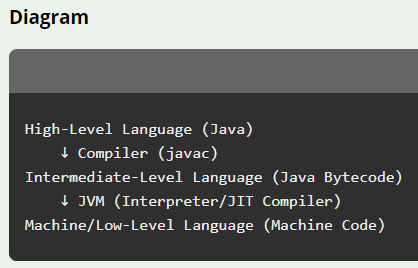 Diagram
High-Level Language (Java)
↓ Compiler (javac)
Intermediate-Level Language (Java Bytecode)
↓ JVM (Interpreter/JIT Compiler)
Machine/Low-Level Language (Machine Code)